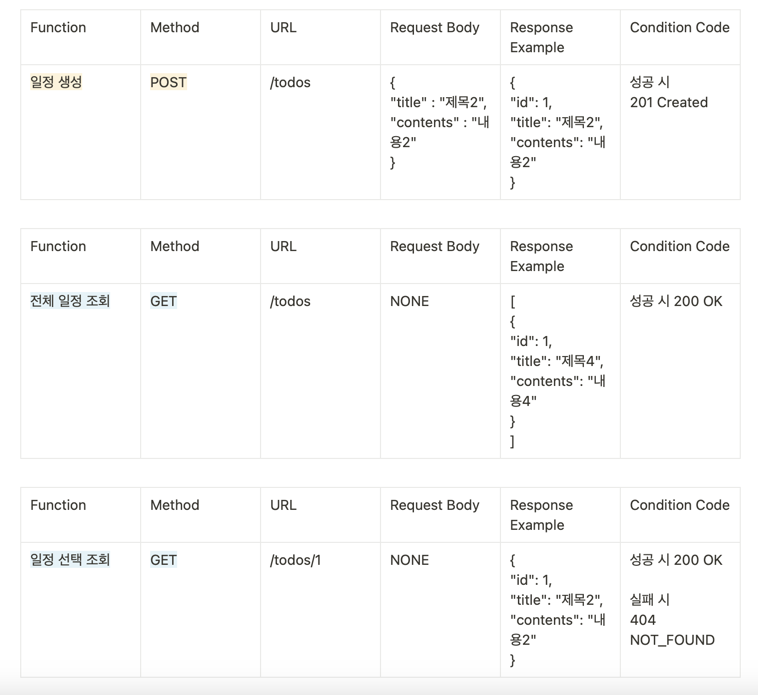 Function Method URL Request Body Response Condition Code
Example
일정 생성 POST /todos { { 성공 시
"title" : "제목2", "id": 1, 201 Created
"contents" : "내 "title": "제목2",
용2" "contents": "내
} 용2"
}
Function Method URL Request Body Response Condition Code
Example
전체 일정 조회 GET /todos NONE [ 성공 시 200 OK
{
"id": 1,
"title": "제목4",
"contents": "내
용4"
}
]
Function Method URL Request Body Response Condition Code
Example
일정 선택 조회 GET /todos/1 NONE { 성공 시 200 OK
"id": 1,
"title": "제목2", 실패 시
"contents": "내 404
용2" NOT_FOUND
}